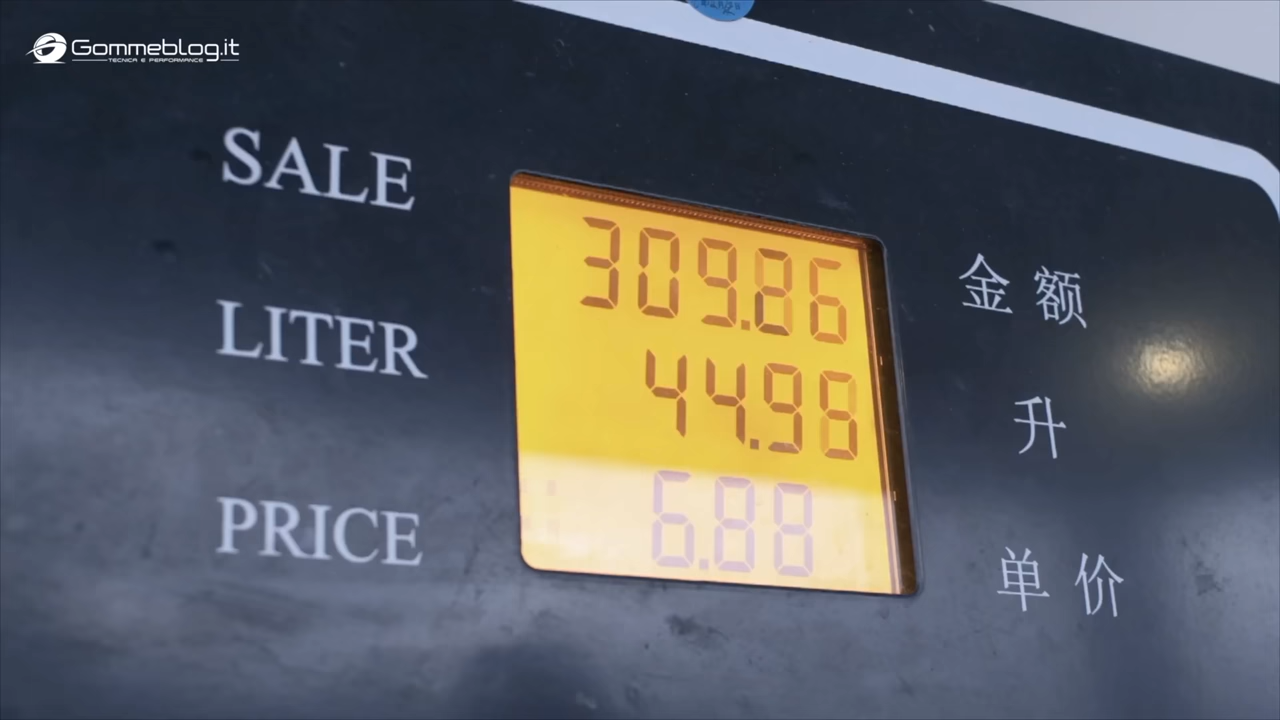 Gommeblog.it
TECNICA E PERFORMANCE
SALE
309.86
金额
LITER
44.98
升
PRICE
6.88
单价